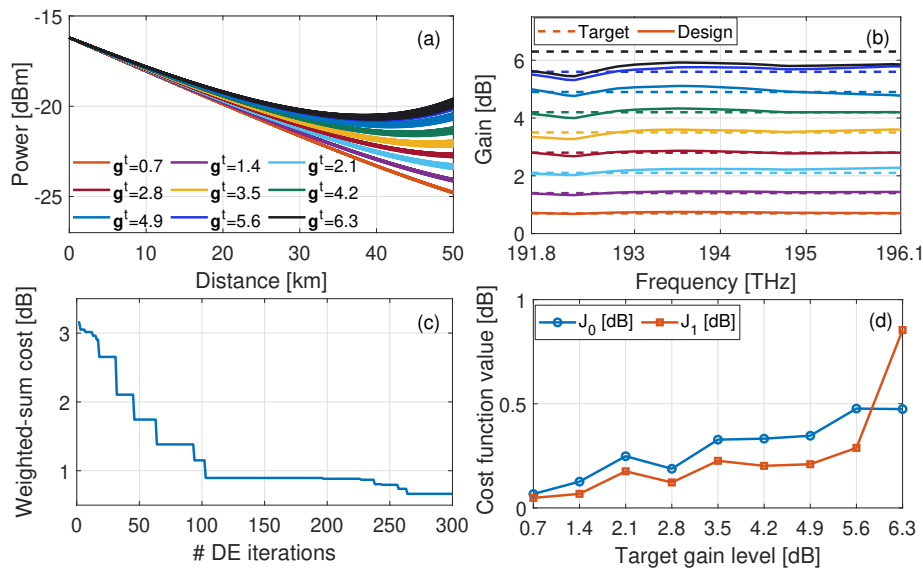 -15
-20
-25
Power [dBm]
(a)
g^t=0.7 g^t=1.4 g^t=2.1
g^t=2.8 g^t=3.5 g^t=4.2
g^t=4.9 g^t=5.6 g^t=6.3
0 10 20 30 40 50
Distance [km]
Target Design
(b)
6
4
2
0
Gain [dB]
191.8 193 194 195 196.1
Frequency [THz]
(c)
3
2
1
Weighted-sum cost [dB]
0 50 100 150 200 250 300
# DE iterations
J_0 [dB] J_1 [dB]
(d)
1
0.5
0
Cost function value
0.7 1.4 2.1 2.8 3.5 4.2 4.9 5.6 6.3
Target gain level [dB]